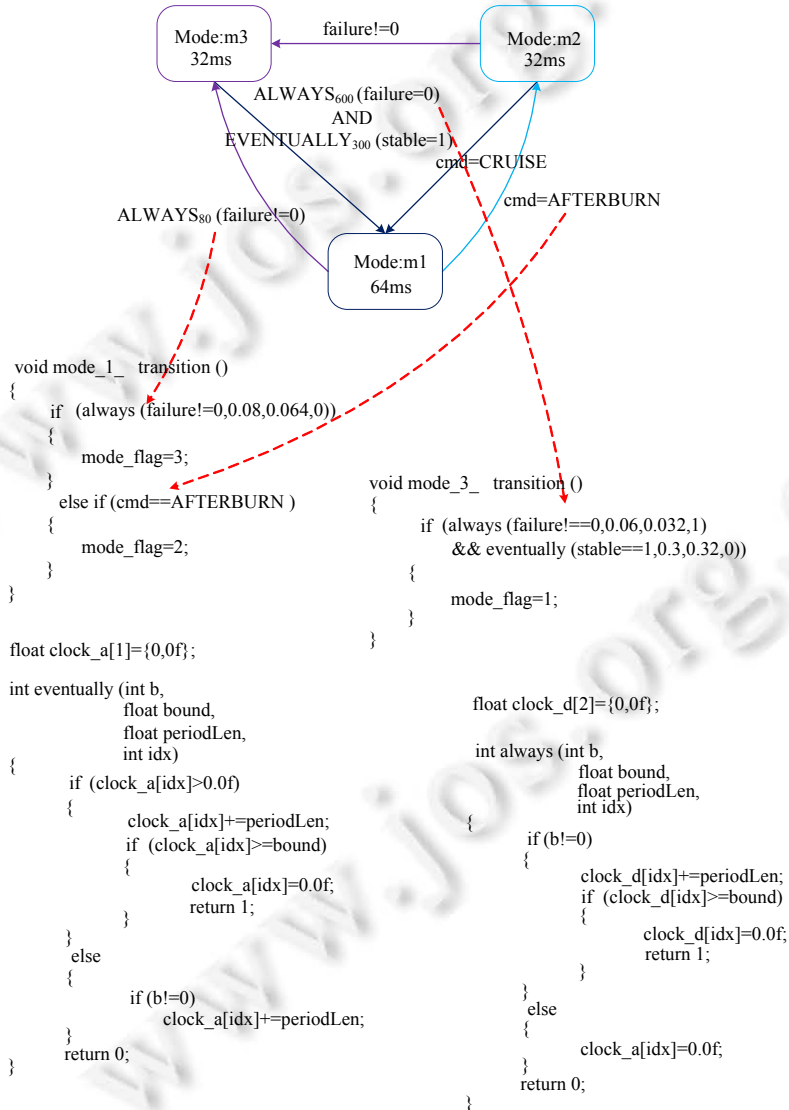 failure!=0
Mode:m3
32ms
Mode:m2
32ms
ALWAYS600 (failure=0)
AND
EVENTUALLY300 (stable=1)
cmd=CRUISE
cmd=AFTERBURN
ALWAYS80 (failure!=0)
Mode:m1
64ms
void mode_1_ transition ()
{
if (always (failure!=0,0.08,0.064,0))
{
mode_flag=3;
}
else if (cmd==AFTERBURN )
{
mode_flag=2;
}
}
void mode_3_ transition ()
{
if (always (failure!==0,0.06,0.032,1)
&& eventually (stable==1,0.3,0.32,0))
{
mode_flag=1;
}
}
float clock_a[1]={0,0f};
int eventually (int b,
float bound,
float periodLen,
int idx)
{
if (clock_a[idx]>0.0f)
{
clock_a[idx]+=periodLen;
if (clock_a[idx]>=bound)
{
clock_a[idx]=0.0f;
return 1;
}
}
else
{
if (b!=0)
clock_a[idx]+=periodLen;
}
return 0;
}
float clock_d[2]={0,0f};
int always (int b,
float bound,
float periodLen,
int idx)
{
if (b!=0)
{
clock_d[idx]+=periodLen;
if (clock_d[idx]>=bound)
{
clock_d[idx]=0.0f;
return 1;
}
}
else
{
clock_d[idx]=0.0f;
}
return 0;
}
www.jos.org.
www.jos.org.